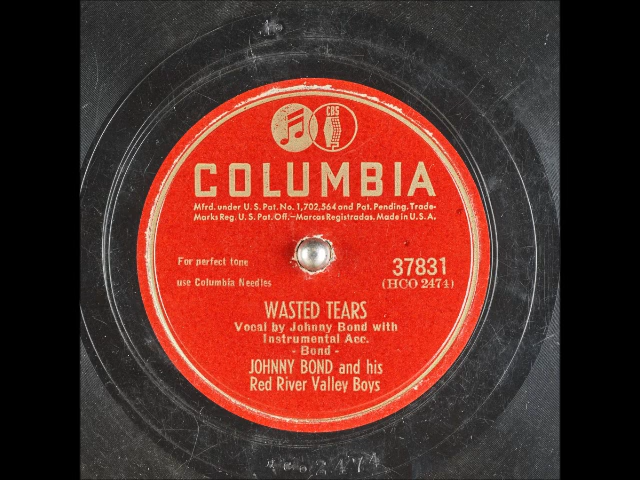 CBS
COLUMBIA
Mfrd. under U.S. Pat. No. 1,702,564 and Pat. Pending. Trade-
Marks Reg. U.S. Pat. Off.—Marcas Registradas. Made in U.S.A.
For perfect tone
use Columbia Needles
37831
(HCO 2474)
WASTED TEARS
Vocal by Johnny Bond with
Instrumental Acc.
- Bond -
JOHNNY BOND and his
Red River Valley Boys
2474